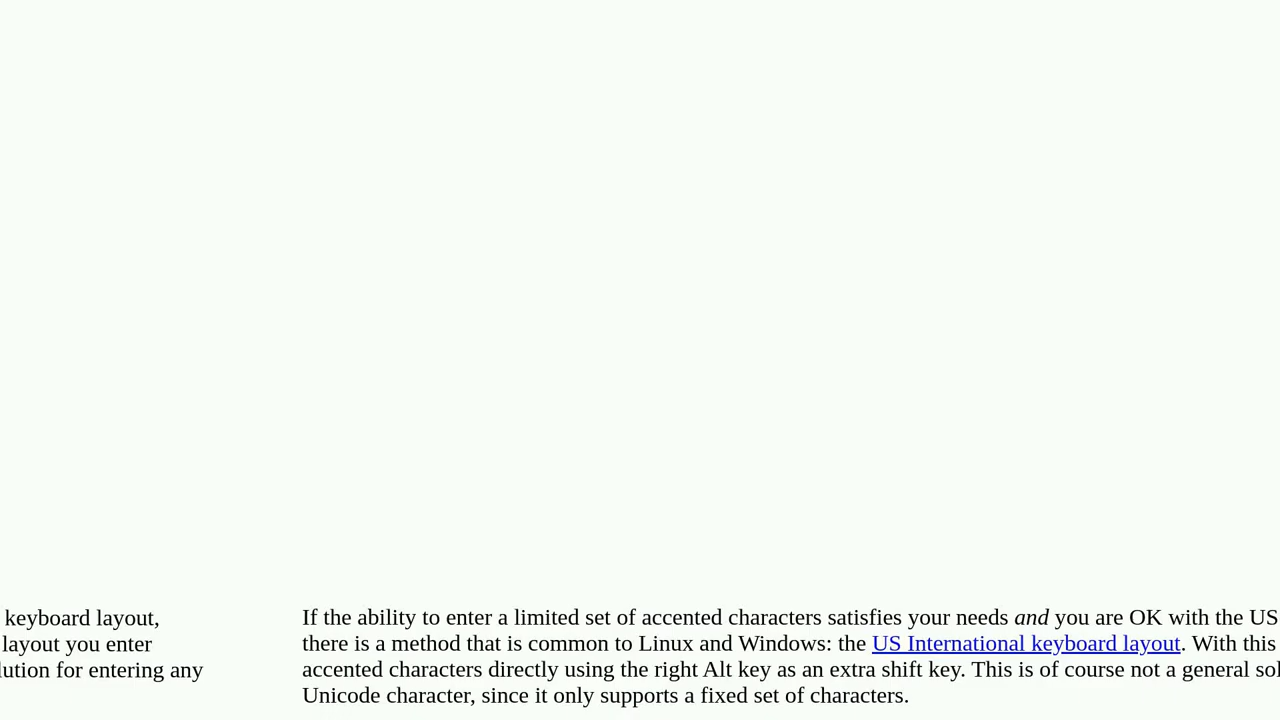 keyboard layout,
layout you enter
lution for entering any
If the ability to enter a limited set of accented characters satisfies your needs and you are OK with the US
there is a method that is common to Linux and Windows: the US International keyboard layout. With this
accented characters directly using the right Alt key as an extra shift key. This is of course not a general sol
Unicode character, since it only supports a fixed set of characters.